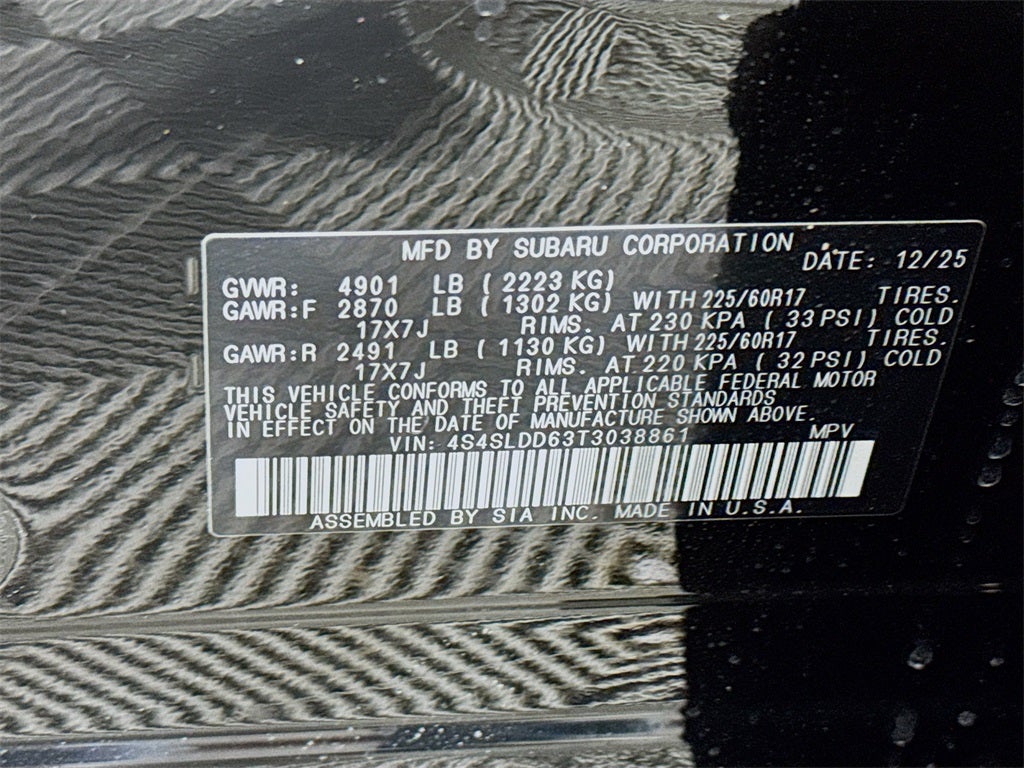 MFD BY SUBARU CORPORATION DATE: 12/25
GVWR: 4901 LB ( 2223 KG)
GAWR:F 2870 LB ( 1302 KG) WITH 225/60R17 TIRES.
17X7J RIMS. AT 230 KPA ( 33 PSI) COLD
GAWR:R 2491 LB ( 1130 KG) WITH 225/60R17 TIRES.
17X7J RIMS. AT 220 KPA ( 32 PSI) COLD
THIS VEHICLE CONFORMS TO ALL APPLICABLE FEDERAL MOTOR
VEHICLE SAFETY AND THEFT PREVENTION STANDARDS
IN EFFECT ON THE DATE OF MANUFACTURE SHOWN ABOVE.
VIN: 4S4SLDD63T3038861 MPV
ASSEMBLED BY SIA INC. MADE IN U.S.A.